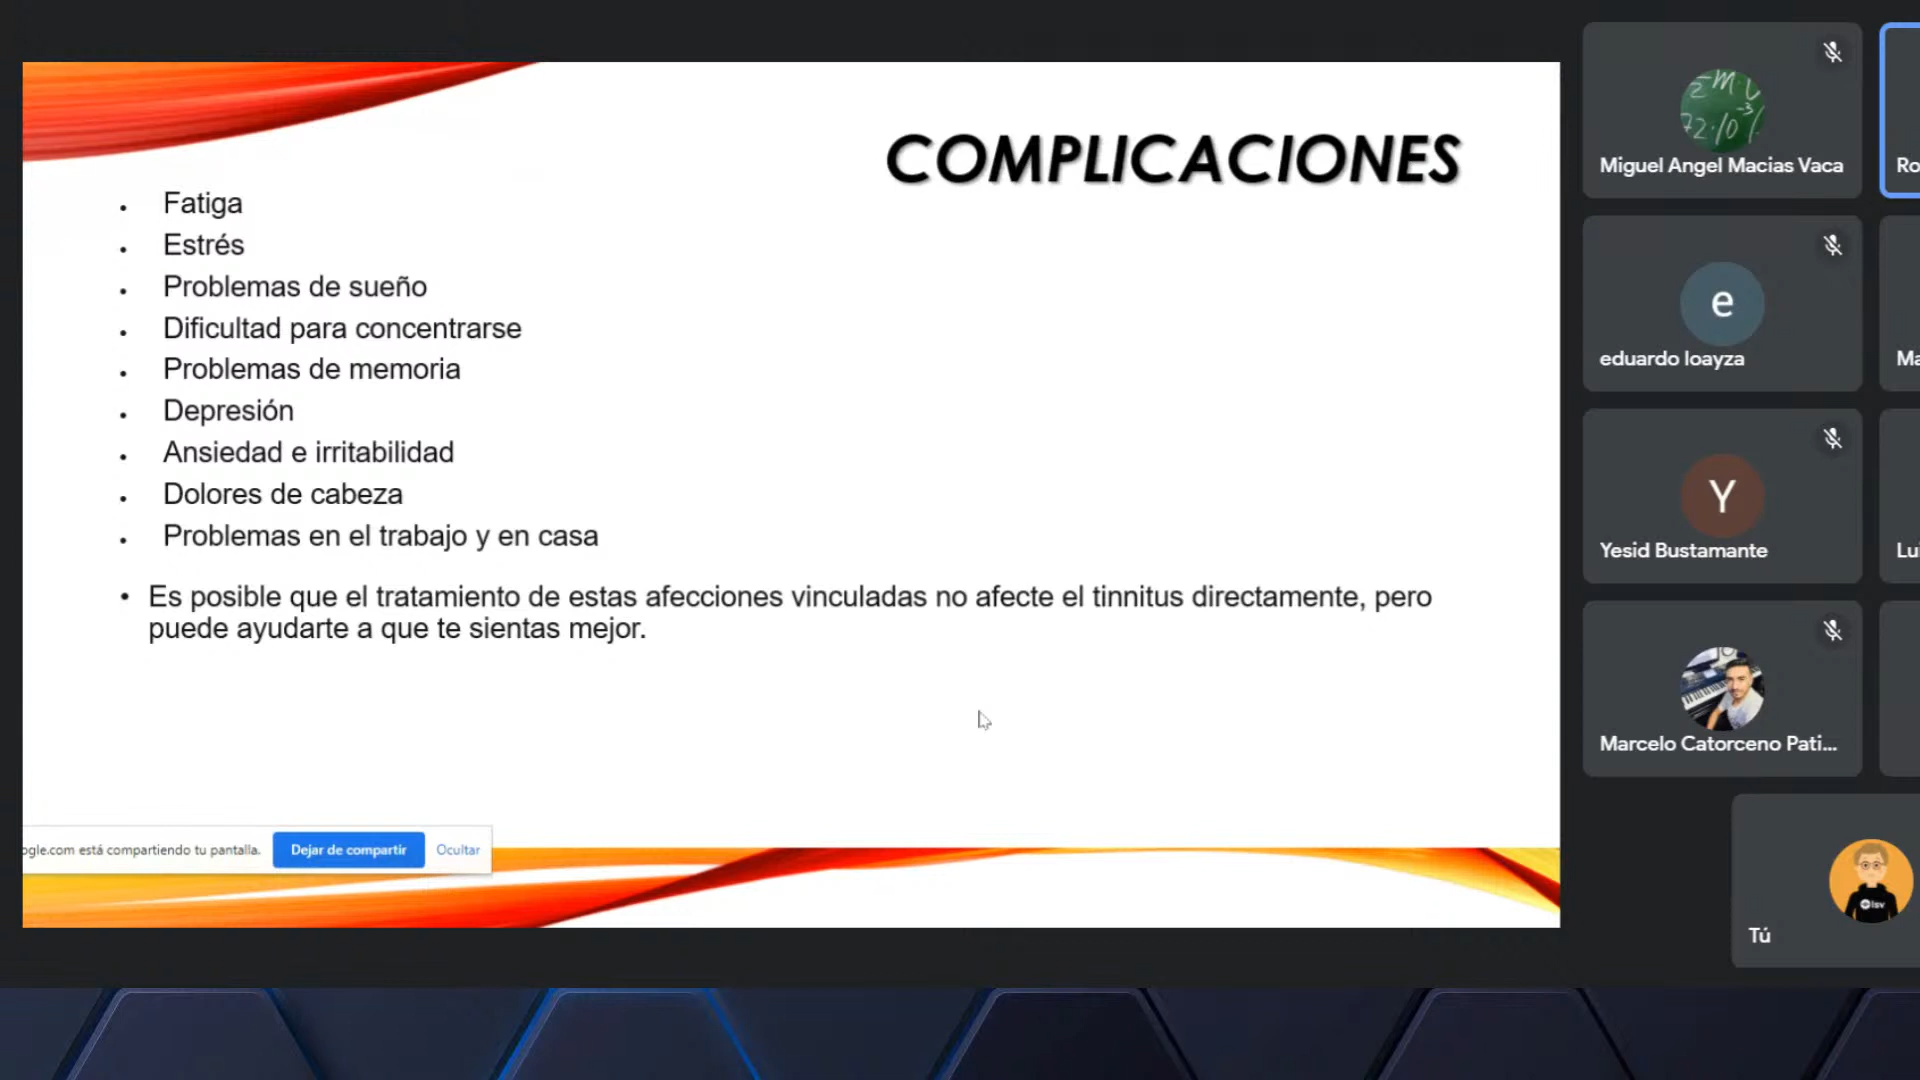 COMPLICACIONES
Fatiga
Estrés
Problemas de sueño
Dificultad para concentrarse
Problemas de memoria
Depresión
Ansiedad e irritabilidad
Dolores de cabeza
Problemas en el trabajo y en casa
Es posible que el tratamiento de estas afecciones vinculadas no afecte el tinnitus directamente, pero
puede ayudarte a que te sientas mejor.
ogle.com está compartiendo tu pantalla. Dejar de compartir Ocultar
Miguel Angel Macias Vaca
Ro
e
eduardo loayza
Ma
Y
Yesid Bustamante
Lui
Marcelo Catorceno Pati...
lsv
Tú